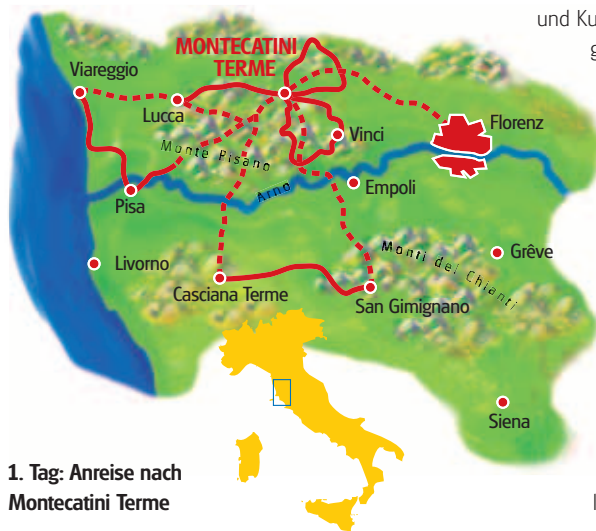 und Ku
g
MONTECATINI
TERME
Viareggio
Lucca
Florenz
Vinci
Monte Pisano
Empoli
Arno
Pisa
Livorno
Grêve
Monti del Chianti
Casciana Terme
San Gimignano
Siena
1. Tag: Anreise nach
Montecatini Terme